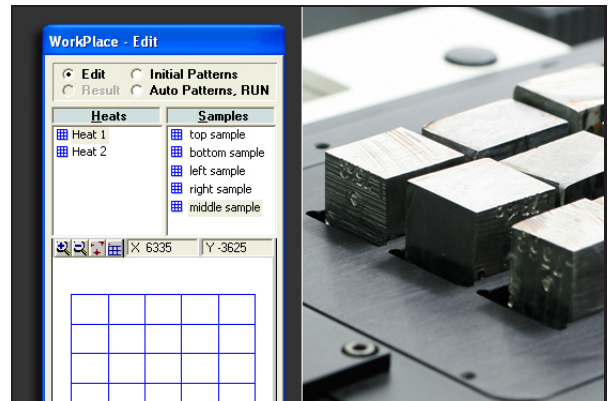 WorkPlace - Edit
Edit Initial Patterns
Result Auto Patterns, RUN
Heats Samples
Heat 1 top sample
Heat 2 bottom sample
left sample
right sample
middle sample
X 6335 Y -3625